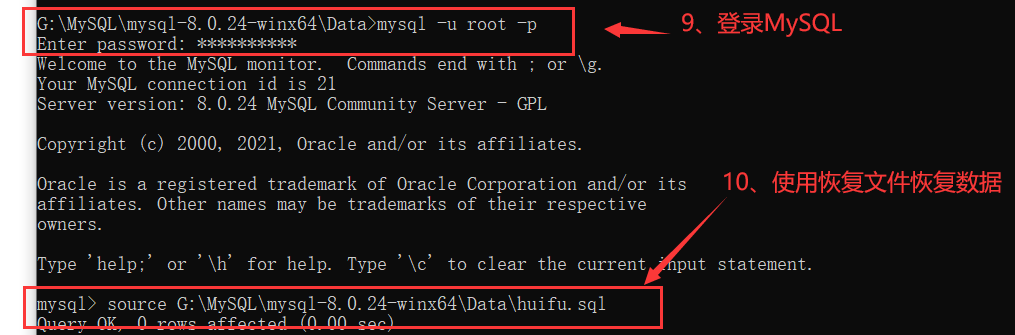 G:\MySQL\mysql-8.0.24-winx64\Data>mysql -u root -p
9、登录MySQL
Enter password: **********
Welcome to the MySQL monitor.  Commands end with ; or \g.
Your MySQL connection id is 21
Server version: 8.0.24 MySQL Community Server - GPL
Copyright (c) 2000, 2021, Oracle and/or its affiliates.
Oracle is a registered trademark of Oracle Corporation and/or its
10、使用恢复文件恢复数据
affiliates. Other names may be trademarks of their respective
owners.
Type 'help;' or '\h' for help. Type '\c' to clear the current input statement.
mysql> source G:\MySQL\mysql-8.0.24-winx64\Data\huifu.sql
Query OK, 0 rows affected (0.00 sec)